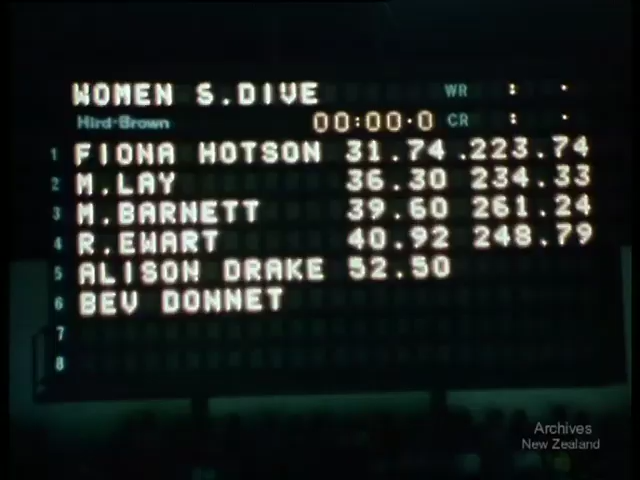 WOMEN S.DIVE WR : .
Hird-Brown 00:00.0 CR : .
1 FIONA HOTSON 31.74 .223.74
2 M.LAY 36.30 234.33
3 M.BARNETT 39.60 261.24
4 R.EWART 40.92 248.79
5 ALISON DRAKE 52.50
6 BEV DONNET
7
8
Archives
New Zealand